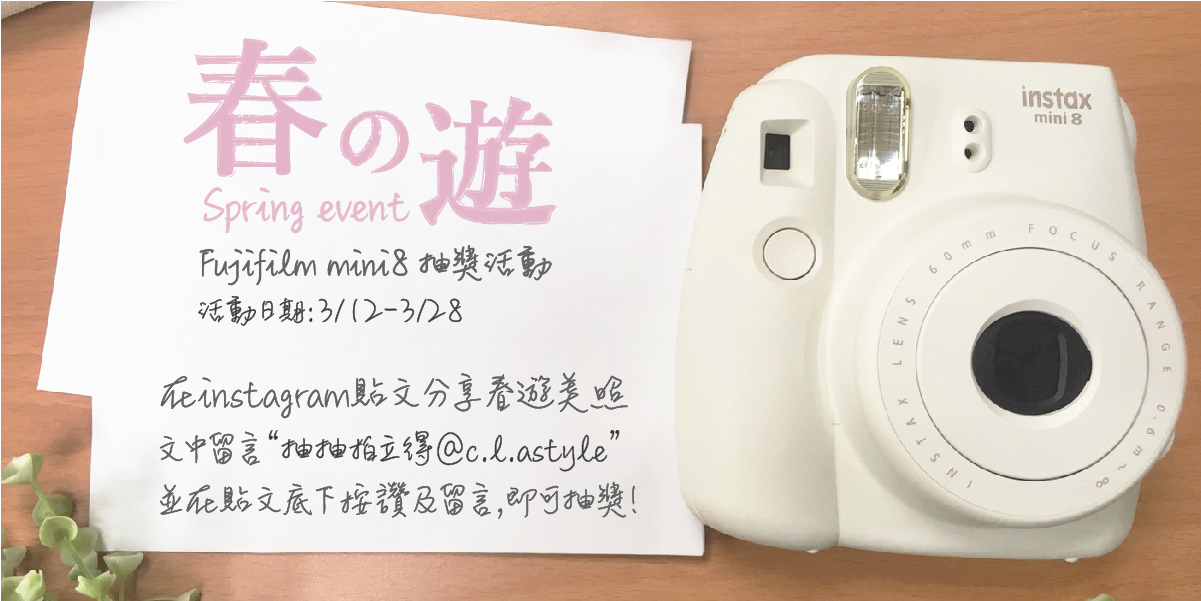 春の遊
Spring event
Fujifilm mini8 抽獎活動
活動日期:3/12-3/28
在instagram貼文分享春遊美照
文中留言“抽抽拍立得@c.l.astyle”
並在貼文底下按讚及留言,即可抽獎!
instax
mini 8
INSTAX LENS 60mm FOCUS RANGE 0.6m~∞